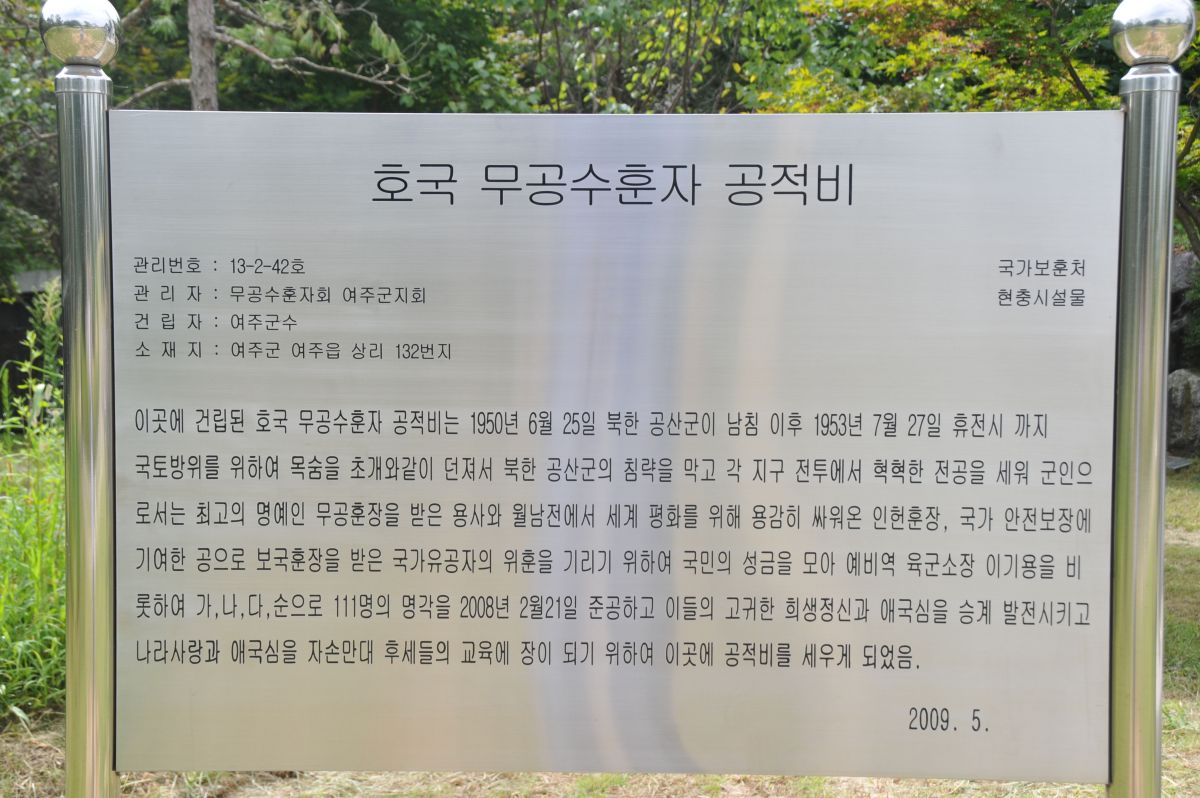 호국 무공수훈자 공적비
관리번호 : 13-2-42호
국가보훈처
관 리 자 : 무공수훈자회 여주군지회
현충시설물
건 립 자 : 여주군수
소 재 지 : 여주군 여주읍 상리 132번지
이곳에 건립된 호국 무공수훈자 공적비는 1950년 6월 25일 북한 공산군이 남침 이후 1953년 7월 27일 휴전시 까지
국토방위를 위하여 목숨을 초개와같이 던져서 북한 공산군의 침략을 막고 각 지구 전투에서 혁혁한 전공을 세워 군인으
로서는 최고의 명예인 무공훈장을 받은 용사와 월남전에서 세계 평화를 위해 용감히 싸워온 인헌훈장, 국가 안전보장에
기여한 공으로 보국훈장을 받은 국가유공자의 위훈을 기리기 위하여 국민의 성금을 모아 예비역 육군소장 이기용을 비
롯하여 가,나,다,순으로 111명의 명각을 2008년 2월21일 준공하고 이들의 고귀한 희생정신과 애국심을 승계 발전시키고
나라사랑과 애국심을 자손만대 후세들의 교육에 장이 되기 위하여 이곳에 공적비를 세우게 되었음.
2009. 5.